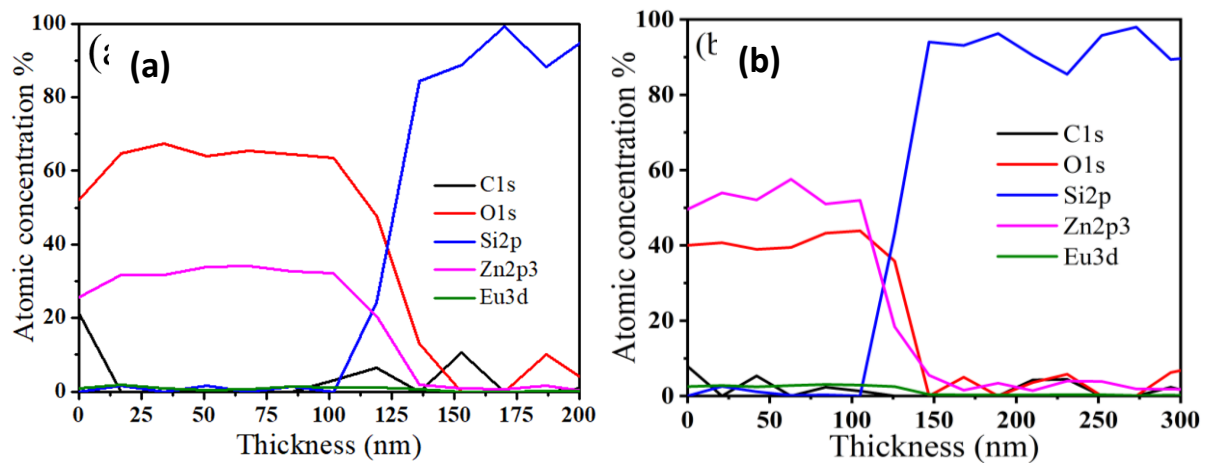 (a (a)
100
80
60
40
20
0
C1s
O1s
Si2p
Zn2p3
Eu3d
0 25 50 75 100 125 150 175 200
Thickness (nm)
Atomic concentration %
(b (b)
100
80
60
40
20
0
C1s
O1s
Si2p
Zn2p3
Eu3d
0 50 100 150 200 250 300
Thickness (nm)
Atomic concentration %